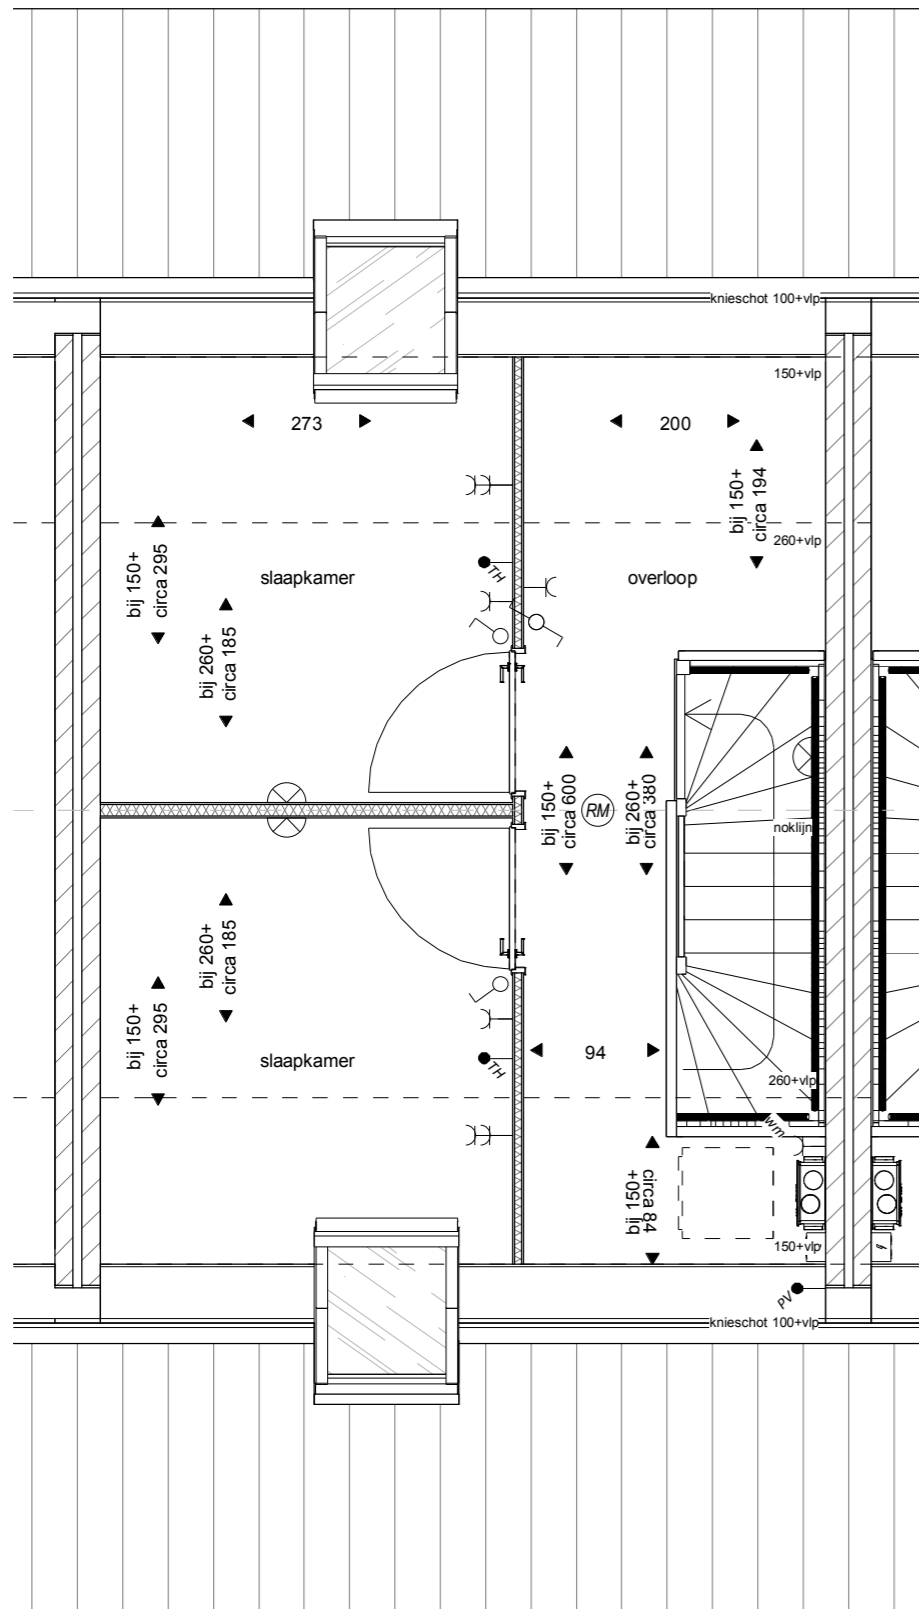 knieschot 100+vlp
150+vlp
273
200
bij 150+
circa 194
260+vlp
bij 150+
circa 295
slaapkamer
TH
overloop
bij 260+
circa 185
bij 150+
circa 600
RM
bij 260+
circa 380
noklijn
bij 260+
circa 185
bij 150+
circa 295
slaapkamer
TH
94
260+vlp
wm
bij 150+
circa 84
150+vlp
PV
knieschot 100+vlp